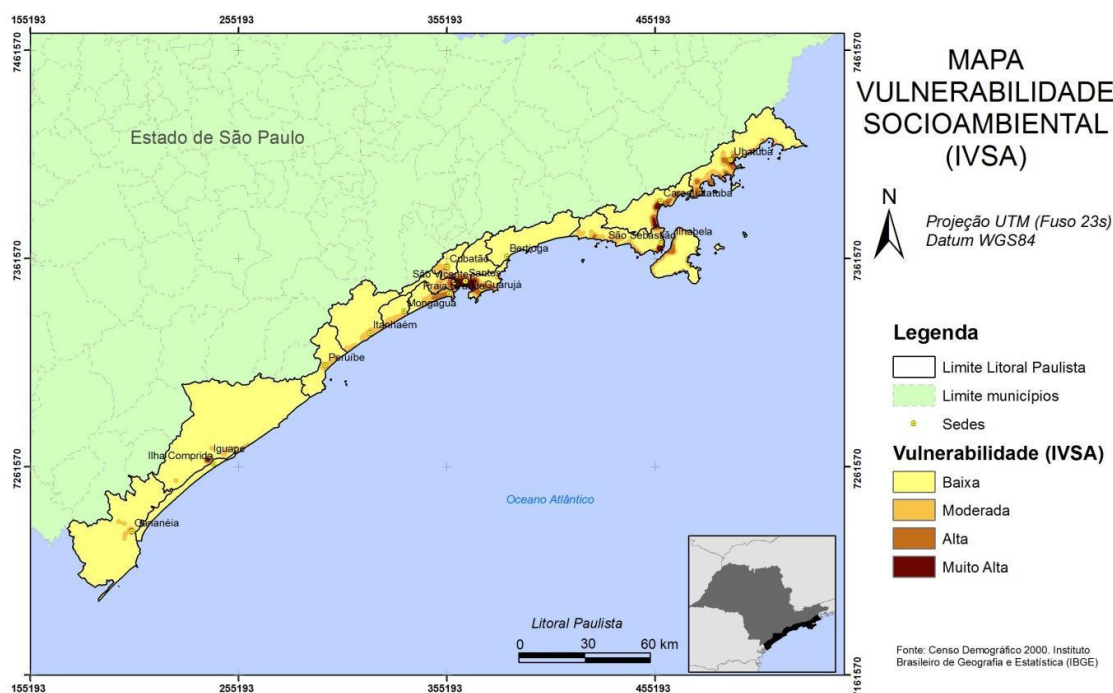 155193
255193
355193
455193
7461570
7461570
MAPA
VULNERABILIDADE
SOCIOAMBIENTAL
(IVSA)
Estado de São Paulo
Ubatuba
N
Projeção UTM (Fuso 23s)
Datum WGS84
Caraguatatuba
São Sebastião
Ilhabela
Bertioga
7361570
7361570
Cubatão
São Vicente
Santos
Praia Grande
Guarujá
Mongaguá
Itanhaém
Peruíbe
Legenda
Limite Litoral Paulista
Limite municípios
Sedes
Vulnerabilidade (IVSA)
Baixa
Moderada
Alta
Muito Alta
Iguape
Ilha Comprida
7261570
7261570
Oceano Atlântico
Cananéia
Litoral Paulista
0 30 60 km
Fonte: Censo Demográfico 2000. Instituto
Brasileiro de Geografia e Estatística (IBGE)
7161570
7161570
155193
255193
355193
455193